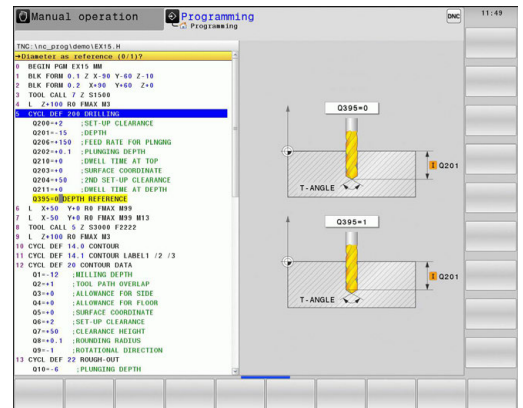 Manual operation
Programming
Programming
DNC
11:49
TNC:\nc_prog\demo\EX15.H
→Diameter as reference (0/1)?
0 BEGIN PGM EX15 MM
1 BLK FORM 0.1 Z X-90 Y-60 Z-10
2 BLK FORM 0.2 X+90 Y+60 Z+0
3 TOOL CALL 7 Z S1500
4 L Z+100 R0 FMAX M3
5 CYCL DEF 200 DRILLING
Q200=+2 ;SET-UP CLEARANCE
Q201=-15 ;DEPTH
Q206=+150 ;FEED RATE FOR PLNGNG
Q202=+0.1 ;PLUNGING DEPTH
Q210=+0 ;DWELL TIME AT TOP
Q203=+0 ;SURFACE COORDINATE
Q204=+50 ;2ND SET-UP CLEARANCE
Q211=+0 ;DWELL TIME AT DEPTH
Q395=0 DEPTH REFERENCE
6 L X+50 Y+0 R0 FMAX M99
7 L X-50 Y+0 R0 FMAX M99 M13
8 TOOL CALL 5 Z S3000 F2222
9 L Z+100 R0 FMAX M3
10 CYCL DEF 14.0 CONTOUR
11 CYCL DEF 14.1 CONTOUR LABEL1 /2 /3
12 CYCL DEF 20 CONTOUR DATA
Q1=-12 ;MILLING DEPTH
Q2=+1 ;TOOL PATH OVERLAP
Q3=+0 ;ALLOWANCE FOR SIDE
Q4=+0 ;ALLOWANCE FOR FLOOR
Q5=+0 ;SURFACE COORDINATE
Q6=+2 ;SET-UP CLEARANCE
Q7=+50 ;CLEARANCE HEIGHT
Q8=+0.1 ;ROUNDING RADIUS
Q9=-1 ;ROTATIONAL DIRECTION
13 CYCL DEF 22 ROUGH-OUT
Q10=-6 ;PLUNGING DEPTH
Q395=0
I Q201
T-ANGLE
Q395=1
I Q201
T-ANGLE